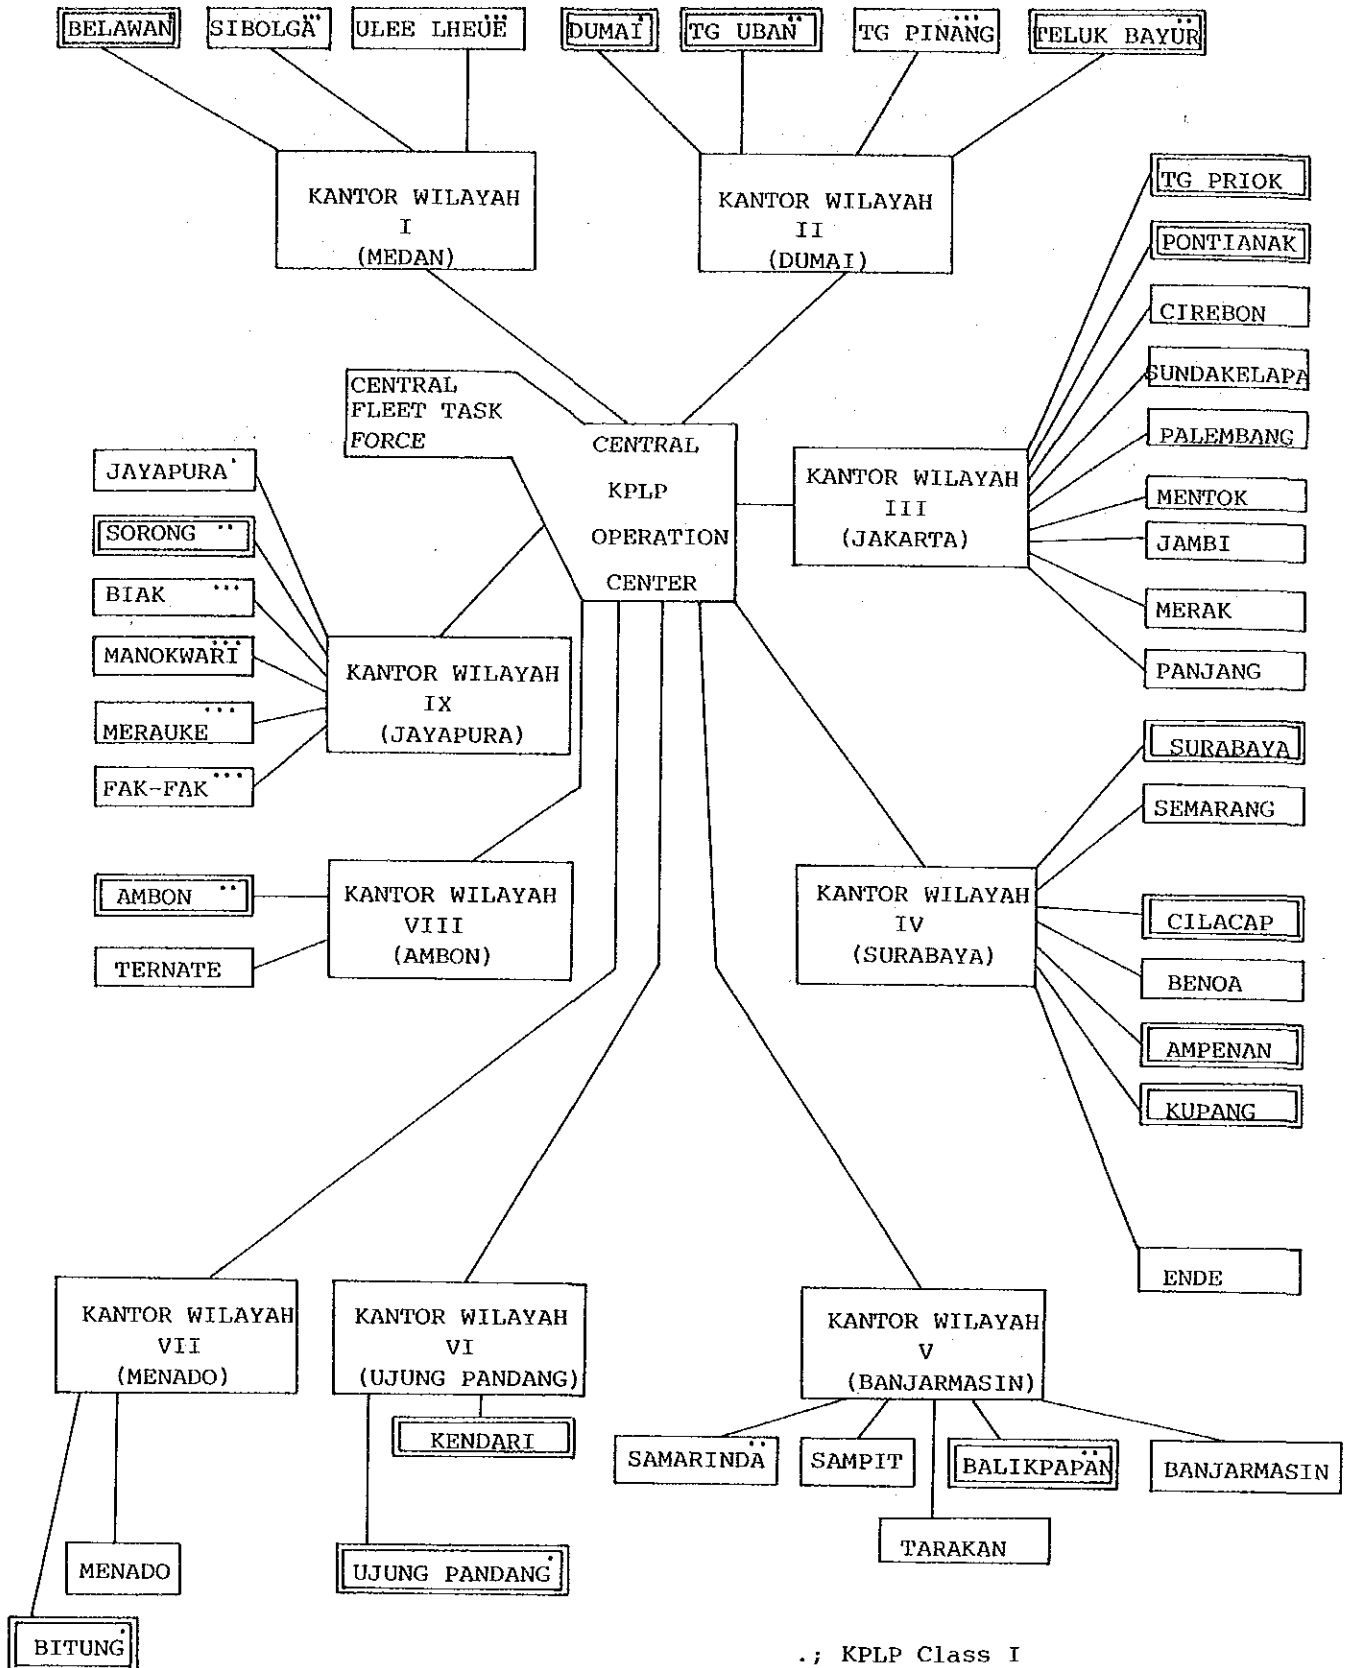 BELAWAN
SIBOLGA
ULEE LHEUE
DUMAI
TG UBAN
TG PINANG
TELUK BAYUR
KANTOR WILAYAH
I
(MEDAN)
KANTOR WILAYAH
II
(DUMAI)
TG PRIOK
PONTIANAK
CIREBON
SUNDAKELAPA
PALEMBANG
MENTOK
JAMBI
MERAK
PANJANG
CENTRAL
FLEET TASK
FORCE
CENTRAL
KPLP
OPERATION
CENTER
KANTOR WILAYAH
III
(JAKARTA)
JAYAPURA
SORONG
BIAK
MANOKWARI
MERAUKE
FAK-FAK
KANTOR WILAYAH
IX
(JAYAPURA)
SURABAYA
SEMARANG
CILACAP
BENOA
AMPENAN
KUPANG
ENDE
AMBON
TERNATE
KANTOR WILAYAH
VIII
(AMBON)
KANTOR WILAYAH
IV
(SURABAYA)
KANTOR WILAYAH
VII
(MENADO)
KANTOR WILAYAH
VI
(UJUNG PANDANG)
KANTOR WILAYAH
V
(BANJARMASIN)
KENDARI
SAMARINDA
SAMPIT
BALIKPAPAN
BANJARMASIN
TARAKAN
MENADO
UJUNG PANDANG
BITUNG
.; KPLP Class I